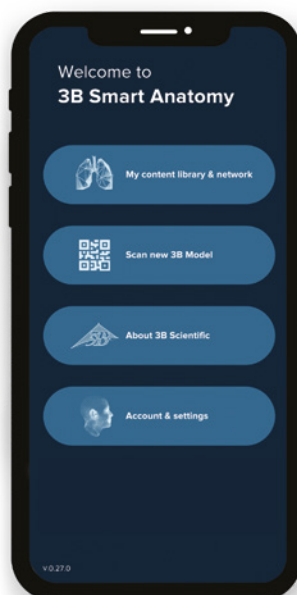 Welcome to
3B Smart Anatomy
My content library & network
Scan new 3B Model
3B
About 3B Scientific
Account & settings
v.0.27.0